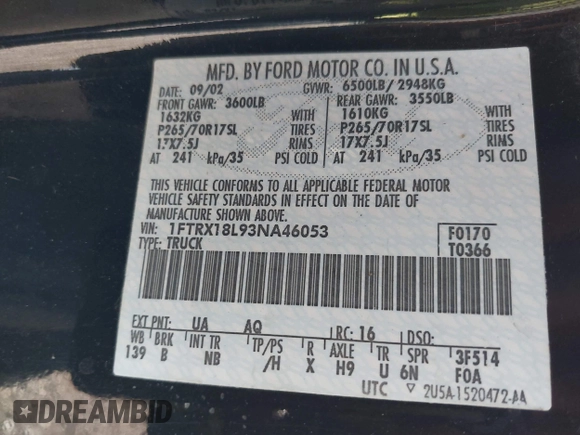 MFD. BY FORD MOTOR CO. IN U.S.A.
DATE: 09/02 GVWR: 6500LB/ 2948KG
FRONT GAWR: 3600LB REAR GAWR: 3550LB
1632KG 1610KG
P265/70R17SL TIRES P265/70R17SL TIRES
17X7.5J RIMS 17X7.5J RIMS
AT 241 kPa/35 PSI COLD AT 241 kPa/35 PSI COLD
THIS VEHICLE CONFORMS TO ALL APPLICABLE FEDERAL MOTOR
VEHICLE SAFETY STANDARDS IN EFFECT ON THE DATE OF
MANUFACTURE SHOWN ABOVE.
VIN: 1FTRX18L93NA46053 F0170
TYPE: TRUCK T0366
EXT PNT: UA AQ RC: 16 DSO:
WB BRK INT TR TP/PS R AXLE TR SPR 3F514
139 B NB /H X H9 U 6N F0A
UTC ▽ 2U5A-1520472-AA
DREAMBID